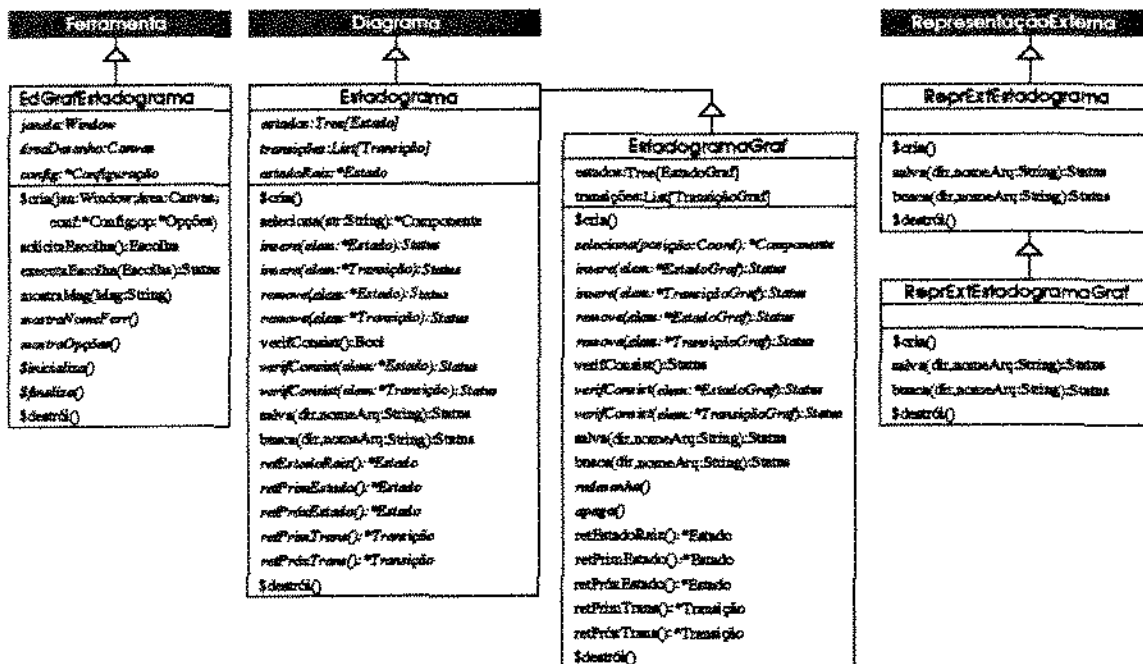 Ferramenta
EdGrafEstadograma
janela:Window
áreaDesenho:Canvas
config:*Configuração
$cria(jan:Window;área:Canvas;
conf:*Config;op:*Opções)
solicitaEscolha():Escolha
executaEscolha(Escolha):Status
mostraMsg(Msg:String)
mostraNomeFerr()
mostraOpções()
$inicializa()
$finaliza()
$destrói()
Diagrama
Estadograma
estados:Tree[Estado]
transições:List[Transição]
estadoRaiz:*Estado
$cria()
seleciona(str:String):*Componente
insere(elem:*Estado):Status
insere(elem:*Transição):Status
remove(elem:*Estado):Status
remove(elem:*Transição):Status
verifConsist():Bool
verifConsist(elem:*Estado):Status
verifConsist(elem:*Transição):Status
salva(dir,nomeArq:String):Status
busca(dir,nomeArq:String):Status
retEstadoRaiz():*Estado
retPrimEstado():*Estado
retPróxEstado():*Estado
retPrimTrans():*Transição
retPróxTrans():*Transição
$destrói()
EstadogramaGraf
estados:Tree[EstadoGraf]
transições:List[TransiçãoGraf]
$cria()
seleciona(posição:Coord):*Componente
insere(elem:*EstadoGraf):Status
insere(elem:*TransiçãoGraf):Status
remove(elem:*EstadoGraf):Status
remove(elem:*TransiçãoGraf):Status
verifConsist():Status
verifConsist(elem:*EstadoGraf):Status
verifConsist(elem:*TransiçãoGraf):Status
salva(dir,nomeArq:String):Status
busca(dir,nomeArq:String):Status
redesenha()
apaga()
retEstadoRaiz():*Estado
retPrimEstado():*Estado
retPróxEstado():*Estado
retPrimTrans():*Transição
retPróxTrans():*Transição
$destrói()
RepresentaçãoExterna
ReprExtEstadograma
$cria()
salva(dir,nomeArq:String):Status
busca(dir,nomeArq:String):Status
$destrói()
ReprExtEstadogramaGraf
$cria()
salva(dir,nomeArq:String):Status
busca(dir,nomeArq:String):Status
$destrói()